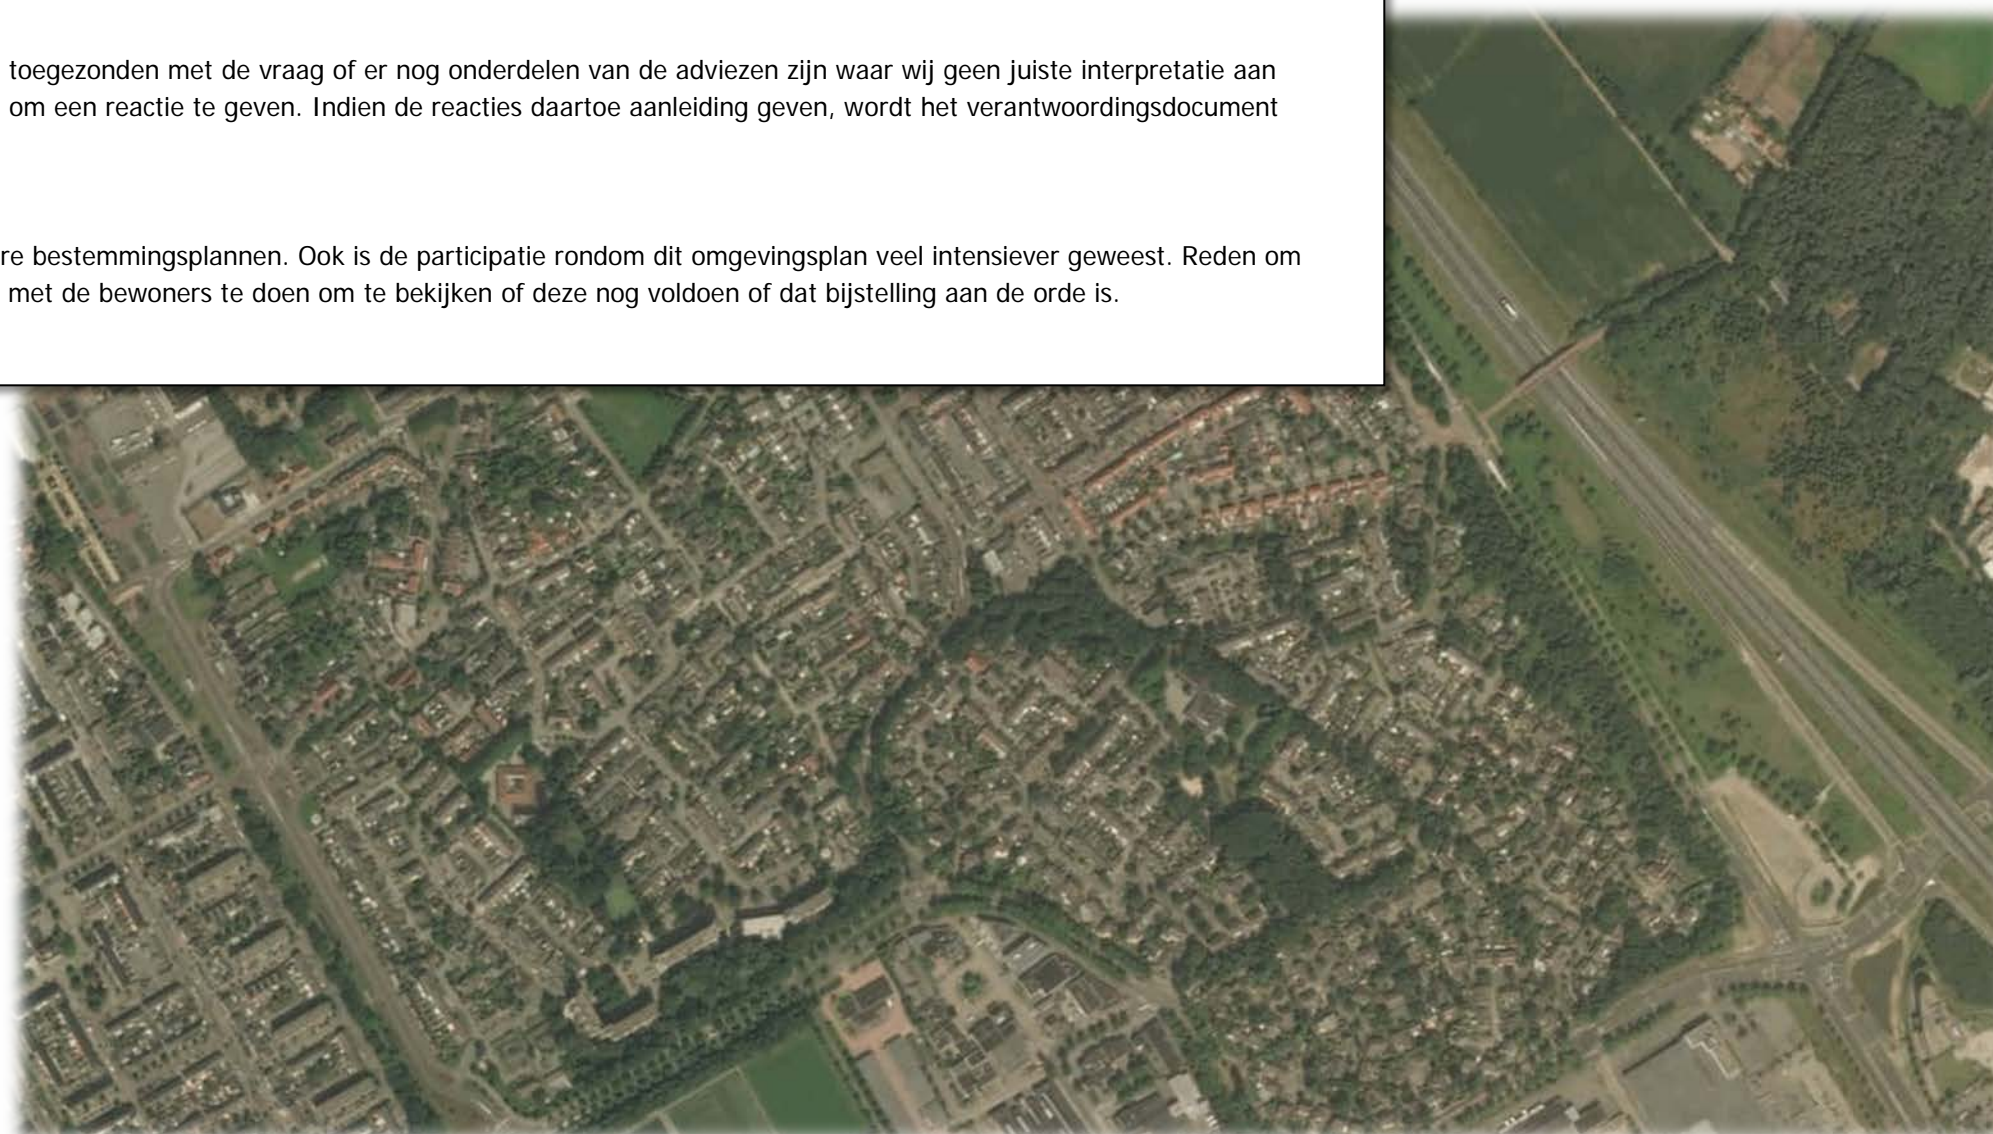 toegezonden met de vraag of er nog onderdelen van de adviezen zijn waar wij geen juiste interpretatie aan
om een reactie te geven. Indien de reacties daartoe aanleiding geven, wordt het verantwoordingsdocument
re bestemmingsplannen. Ook is de participatie rondom dit omgevingsplan veel intensiever geweest. Reden om
met de bewoners te doen om te bekijken of deze nog voldoen of dat bijstelling aan de orde is.